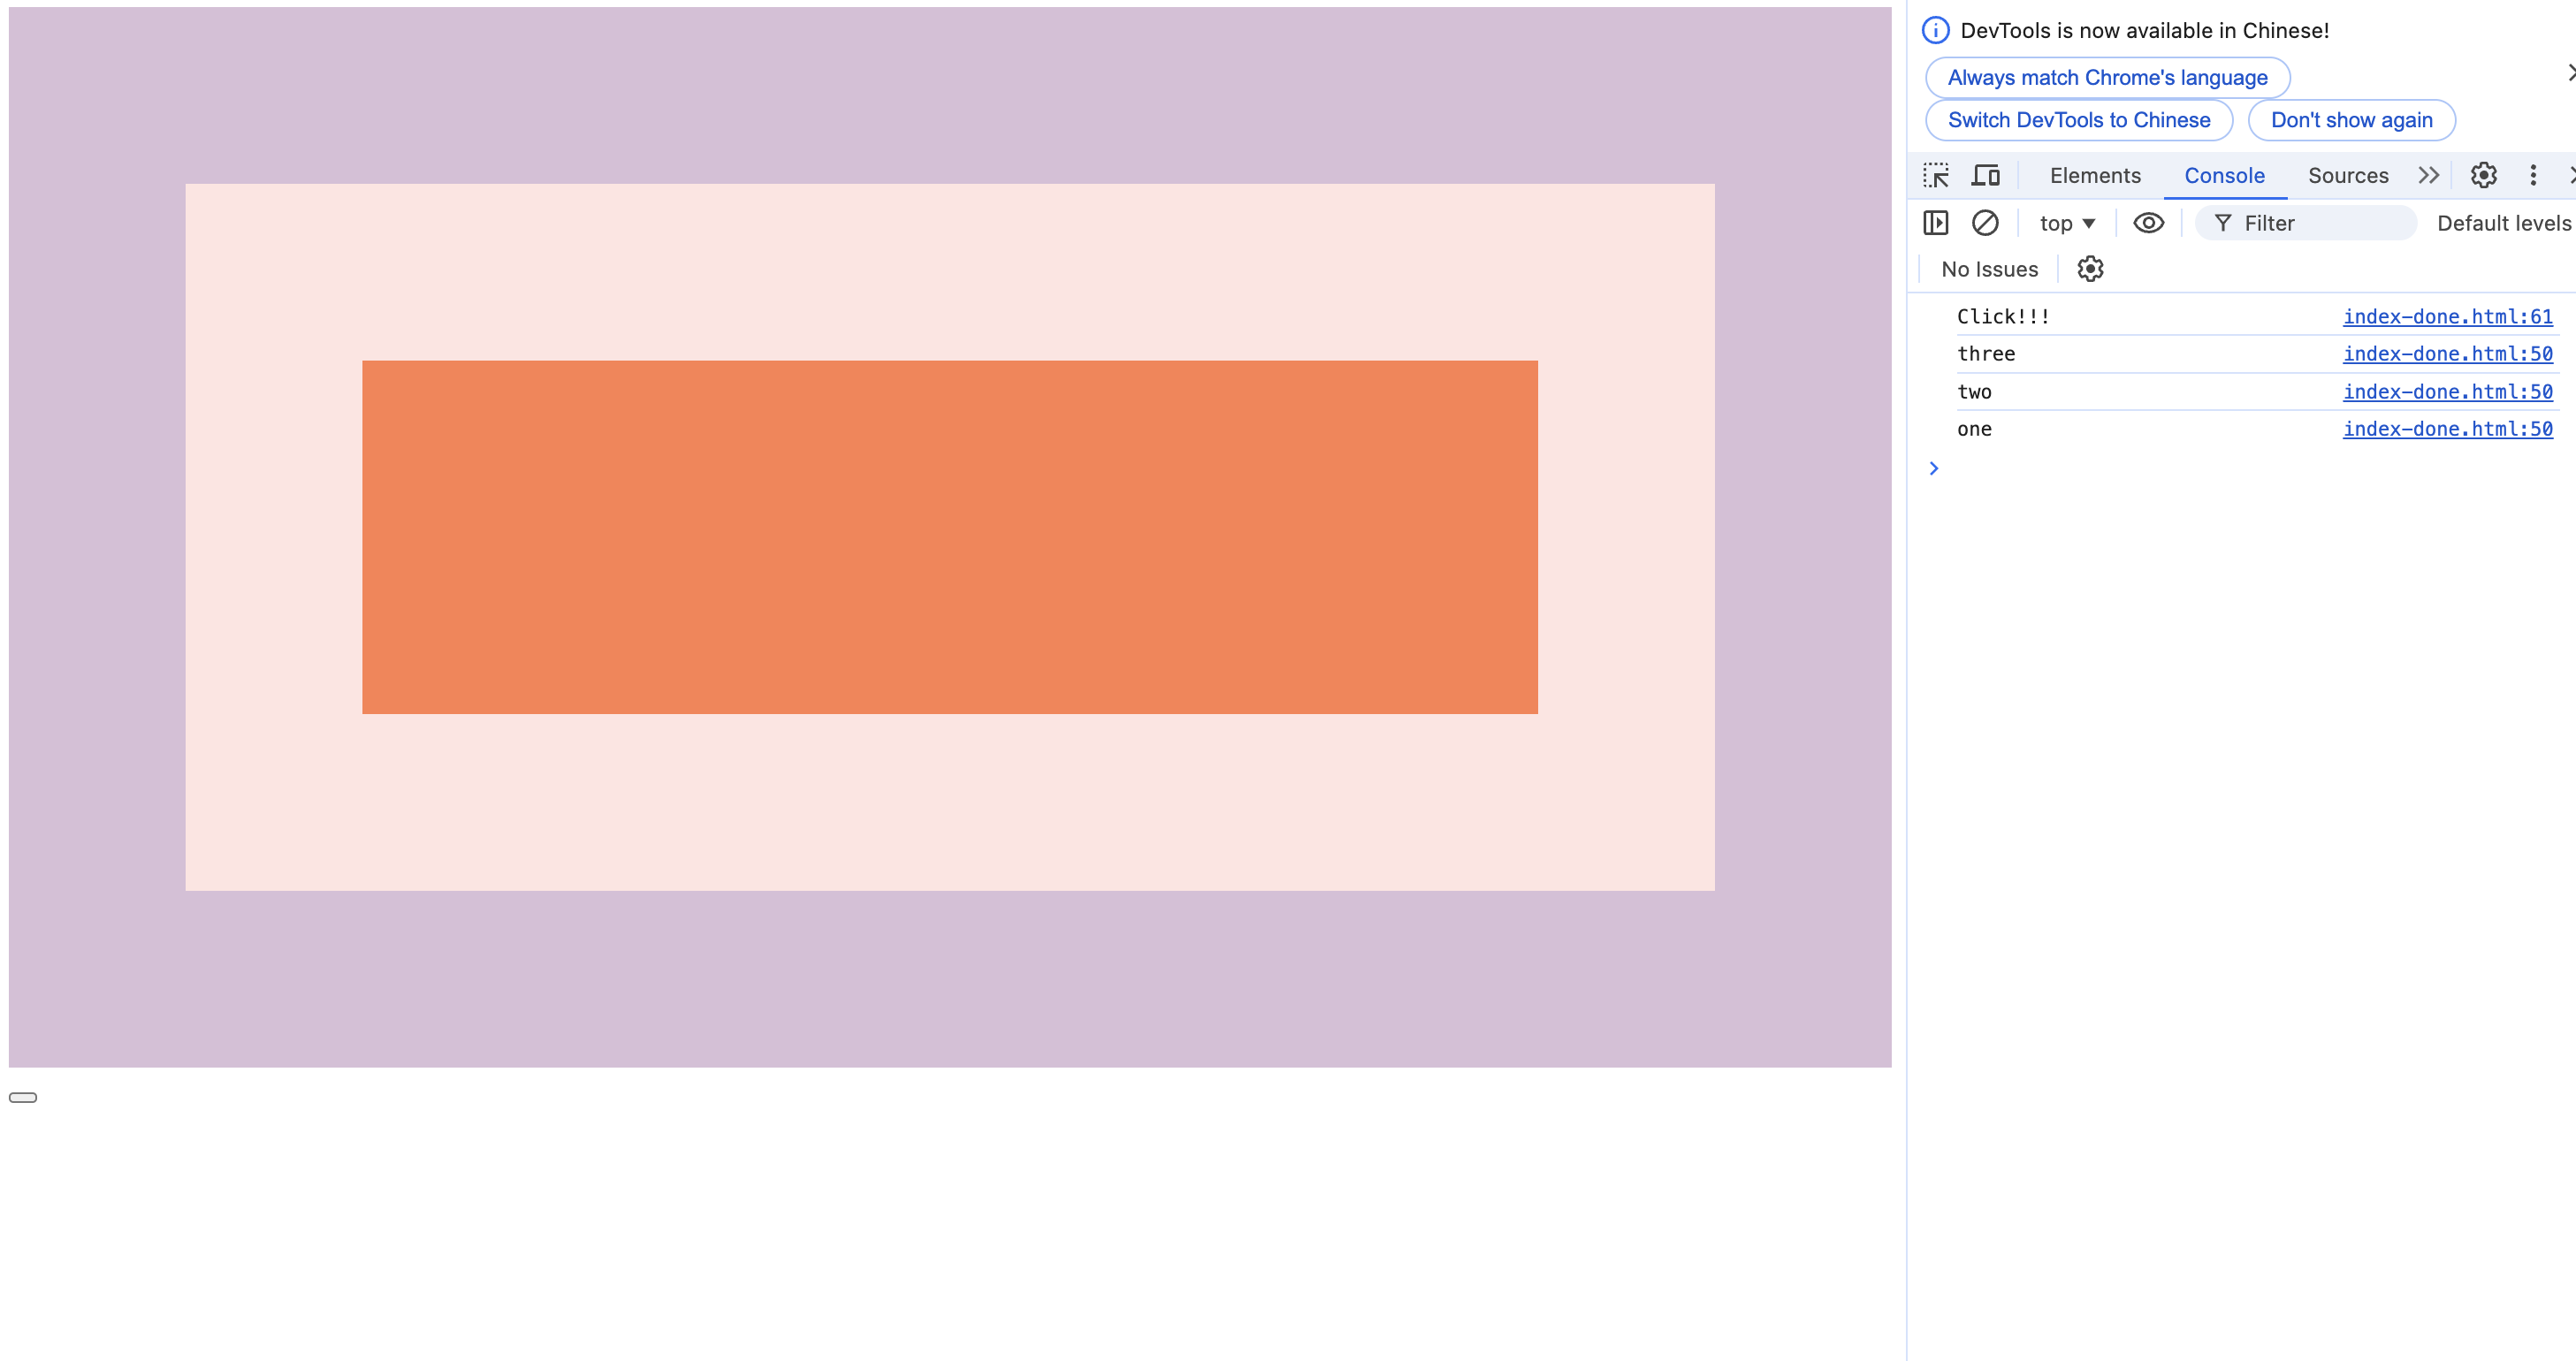 DevTools is now available in Chinese!
Always match Chrome's language
Switch DevTools to Chinese Don't show again
Elements Console Sources
top Filter Default levels
No Issues
Click!!! index-done.html:61
three index-done.html:50
two index-done.html:50
one index-done.html:50